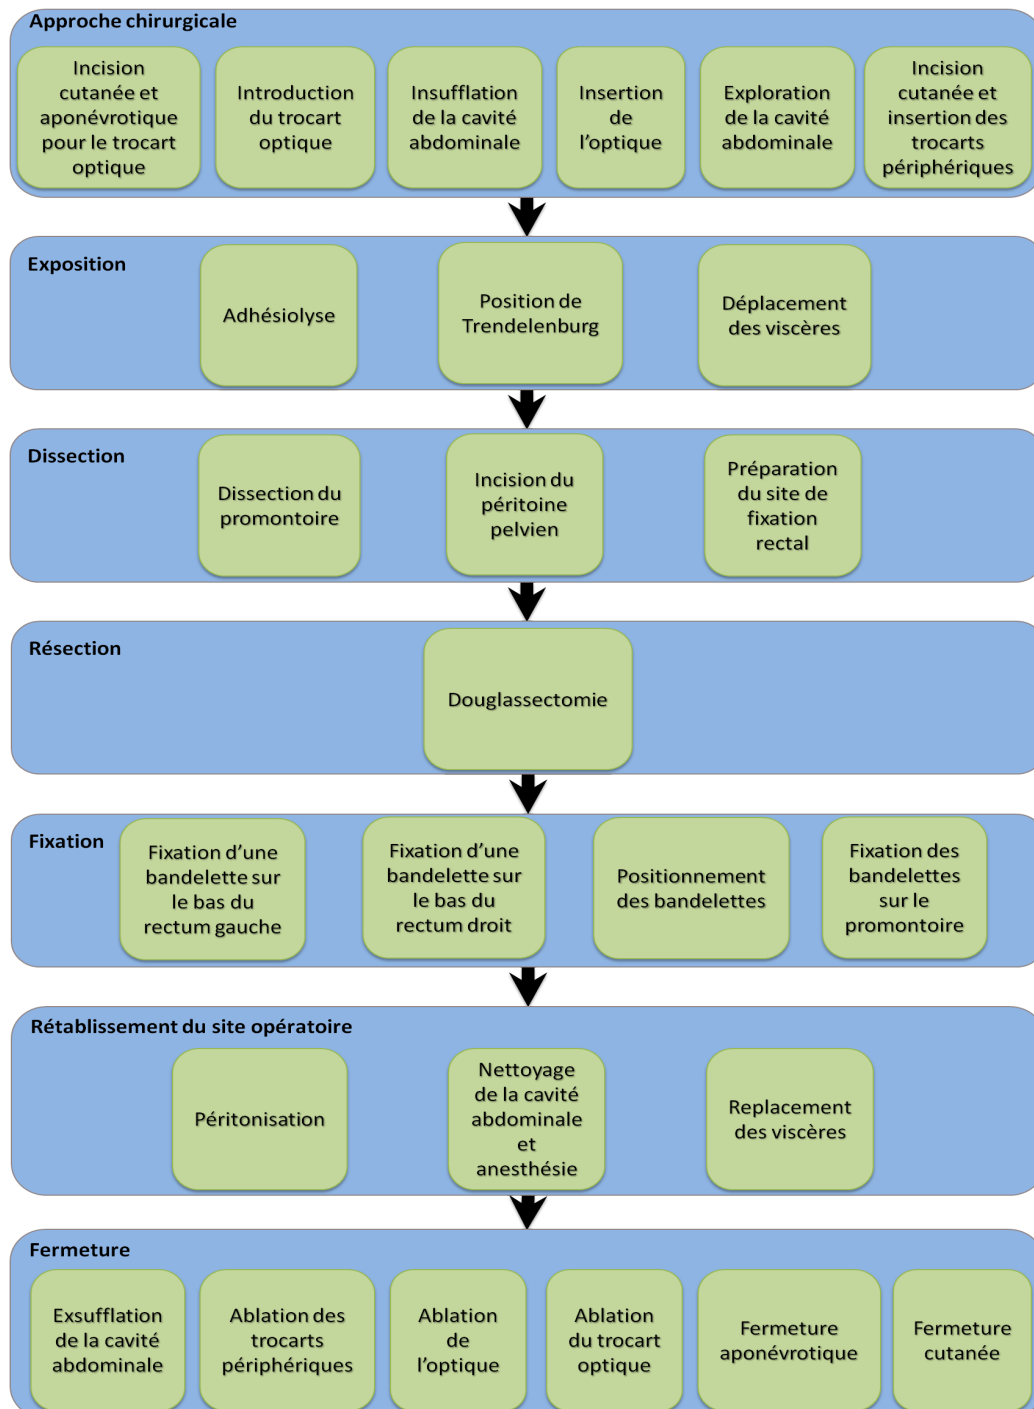 Approche chirurgicale
Incision
cutanée et
aponévrotique
pour le trocart
optique
Introduction
du trocart
optique
Insufflation
de la cavité
abdominale
Insertion
de
l’optique
Exploration
de la cavité
abdominale
Incision
cutanée et
insertion des
trocarts
périphériques
Exposition
Adhésiolyse
Position de
Trendelenburg
Déplacement
des viscères
Dissection
Dissection du
promontoire
Incision du
péritoine
pelvien
Préparation
du site de
fixation
rectal
Résection
Douglassectomie
Fixation
Fixation d’une
bandelette sur
le bas du
rectum gauche
Fixation d’une
bandelette sur
le bas du
rectum droit
Positionnement
des bandelettes
Fixation des
bandelettes
sur le
promontoire
Rétablissement du site opératoire
Péritonisation
Nettoyage
de la cavité
abdominale
et
anesthésie
Replacement
des viscères
Fermeture
Exsufflation
de la cavité
abdominale
Ablation des
trocarts
périphériques
Ablation
de
l’optique
Ablation
du trocart
optique
Fermeture
aponévrotique
Fermeture
cutanée